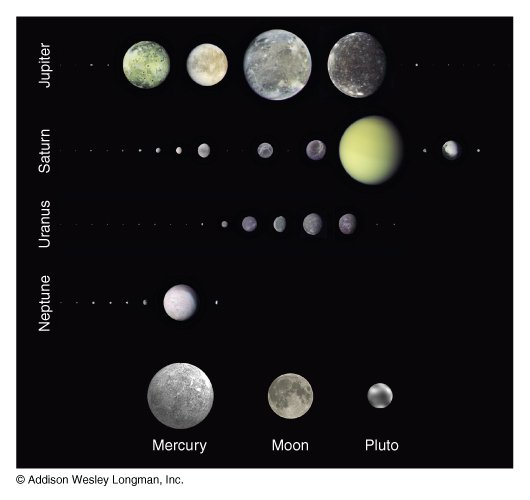 Jupiter
Saturn
Uranus
Neptune
Mercury
Moon
Pluto
© Addison Wesley Longman, Inc.